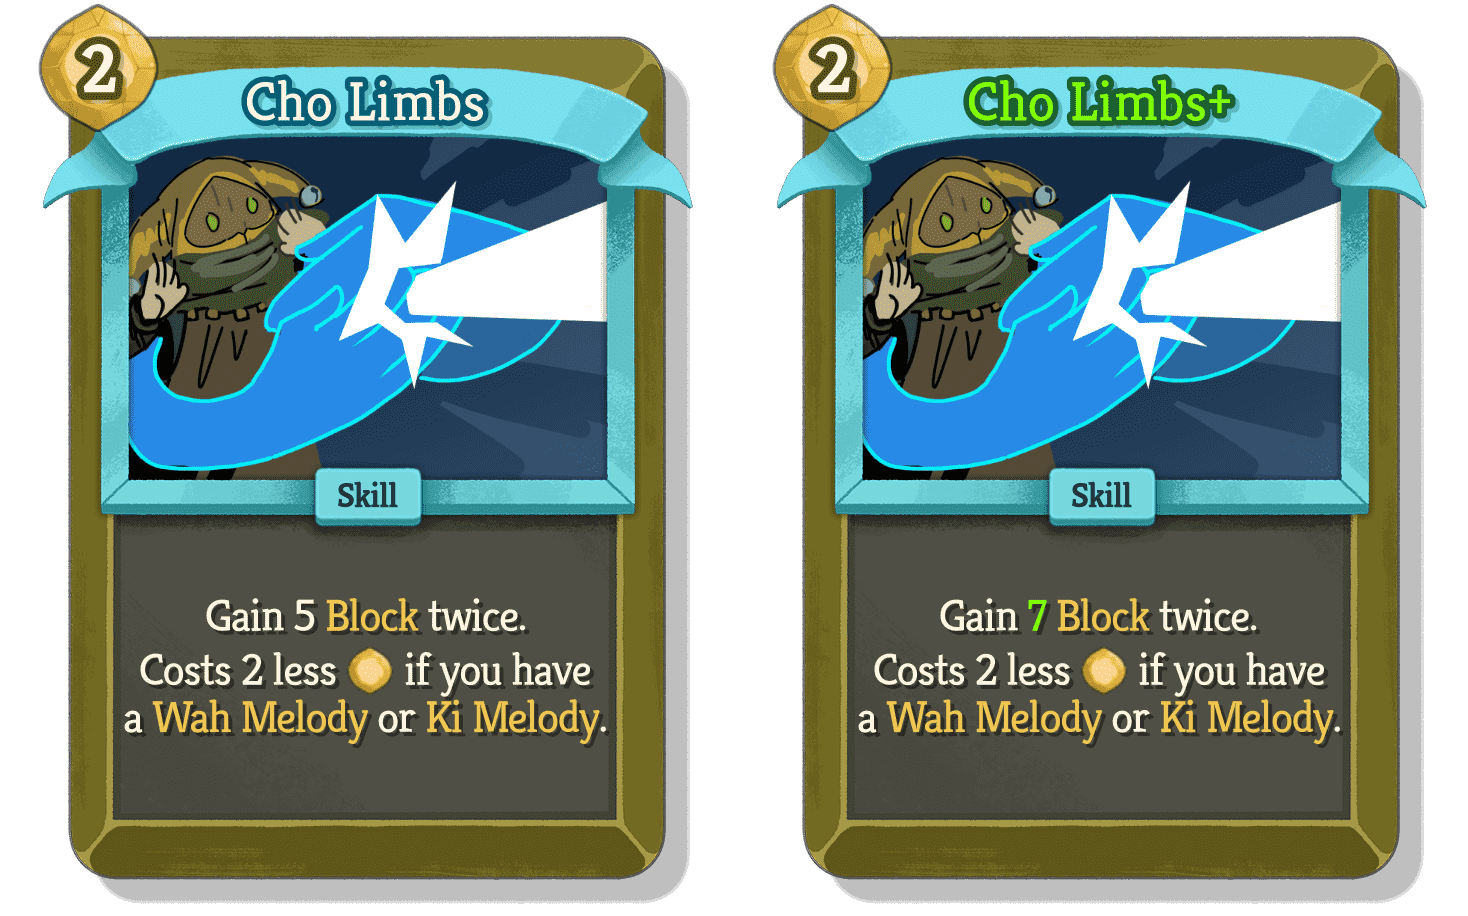 2
Cho Limbs
Skill
Gain 5 Block twice.
Costs 2 less if you have
a Wah Melody or Ki Melody.
2
Cho Limbs+
Skill
Gain 7 Block twice.
Costs 2 less if you have
a Wah Melody or Ki Melody.